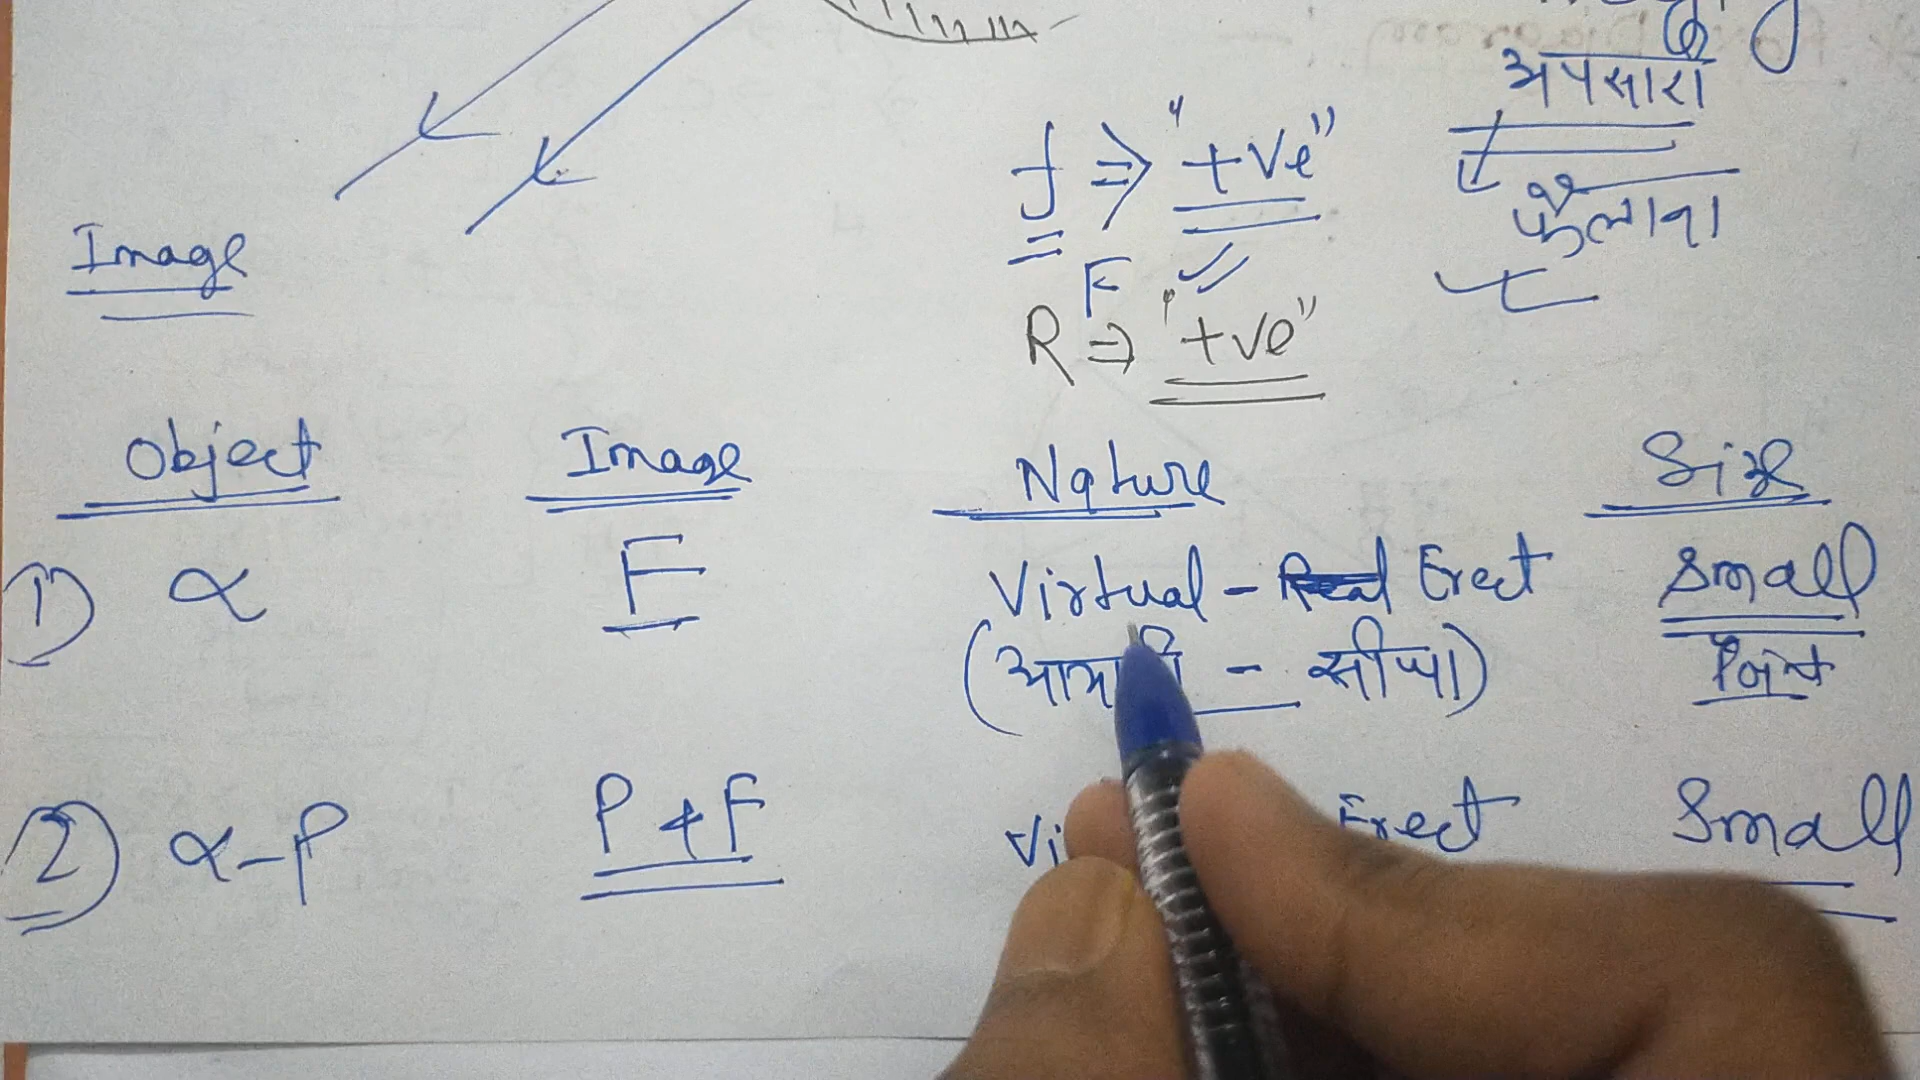 अपसारी
f ⇒ "+ve"
फैलाना
Image
F
R ⇒ "+ve"
Object Image Nature Size
1) ∝ F Virtual - Erect Small
- सीधा) Point
2) ∝-P P & F Erect Small